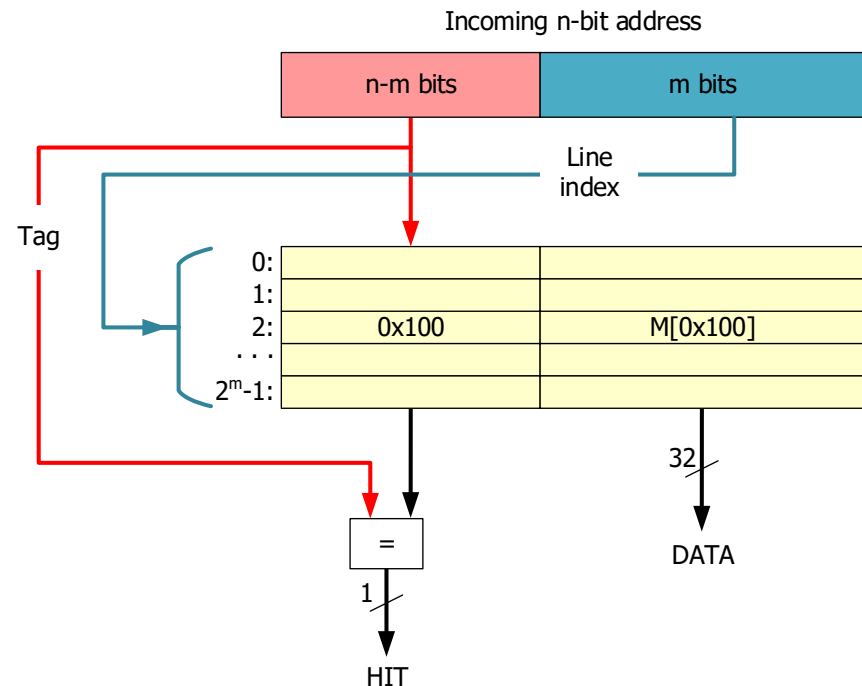 Incoming n-bit address
n-m bits
m bits
Line
index
Tag
0:
1:
2:
0x100
M[0x100]
. . .
2ᵐ-1:
32
=
DATA
1
HIT